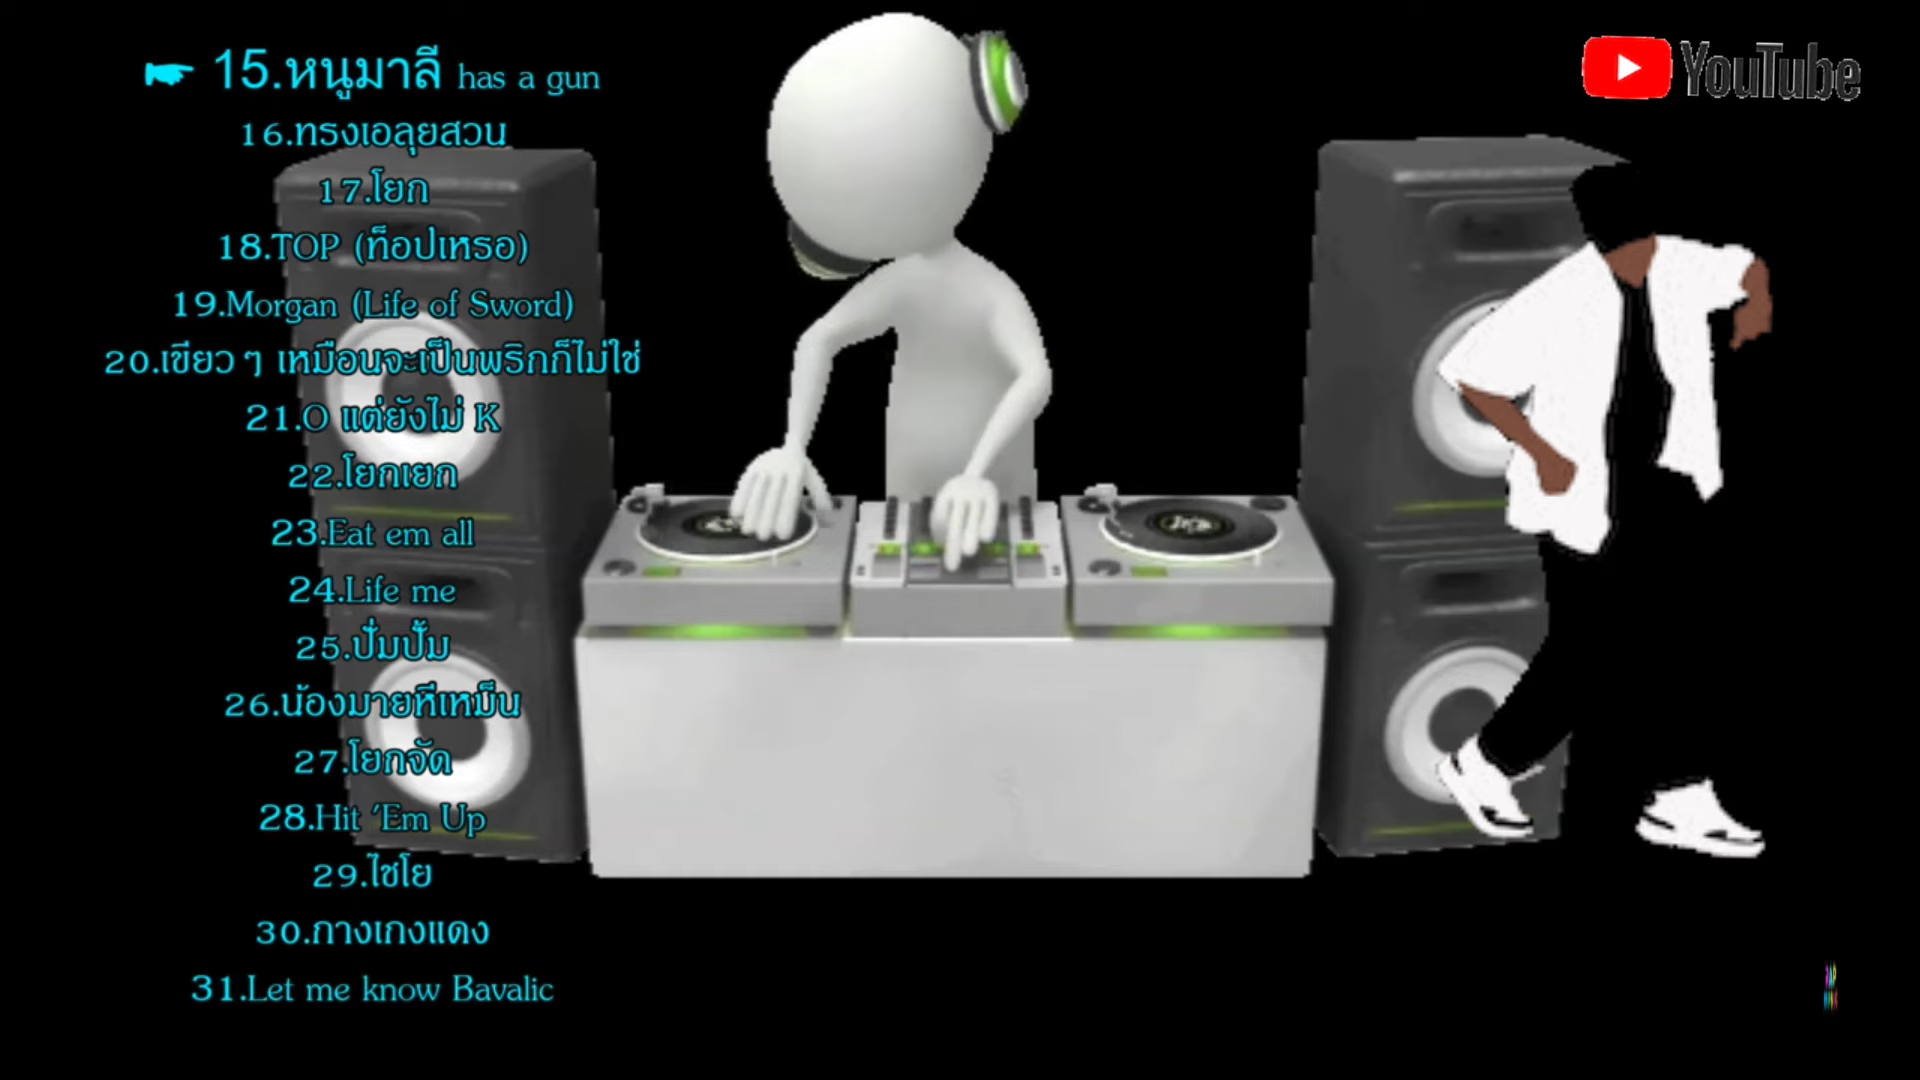 15.หนูมาลี has a gun
16.ทรงเอลุยสวน
17.โยก
18.TOP (ท็อปเหรอ)
19.Morgan (Life of Sword)
20.เขียวๆ เหมือนจะเป็นพริกก็ไม่ใช่
21.O แต่ยังไม่ K
22.โยกเยก
23.Eat em all
24.Life me
25.ปั่มปั้ม
26.น้องมายหีเหม็น
27.โยกจัด
28.Hit 'Em Up
29.ไชโย
30.กางเกงแดง
31.Let me know Bavalic
YouTube